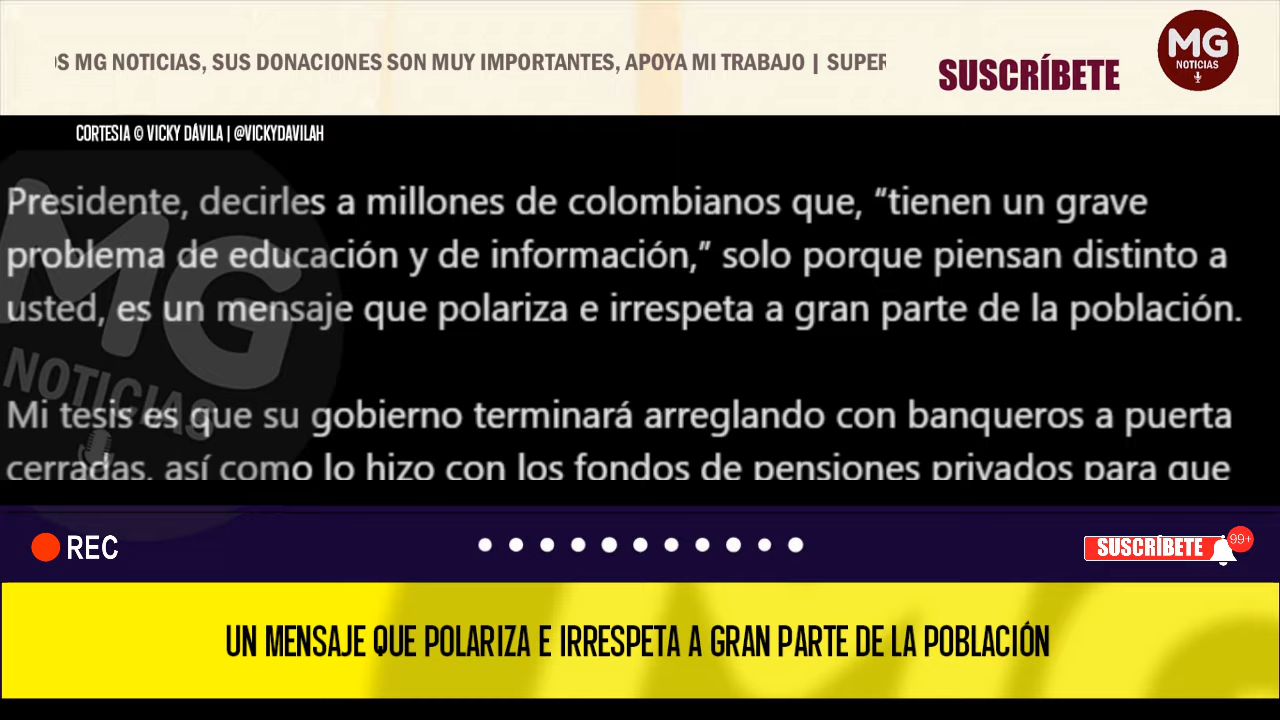 S MG NOTICIAS, SUS DONACIONES SON MUY IMPORTANTES, APOYA MI TRABAJO | SUPER
SUSCRÍBETE
MG
NOTICIAS
CORTESIA © VICKY DÁVILA | @VICKYDAVILAH
Presidente, decirles a millones de colombianos que, “tienen un grave
problema de educación y de información,” solo porque piensan distinto a
usted, es un mensaje que polariza e irrespeta a gran parte de la población.
Mi tesis es que su gobierno terminará arreglando con banqueros a puerta
cerradas, así como lo hizo con los fondos de pensiones privados para que
MG
NOTICIAS
REC
SUSCRÍBETE
99+
UN MENSAJE QUE POLARIZA E IRRESPETA A GRAN PARTE DE LA POBLACIÓN